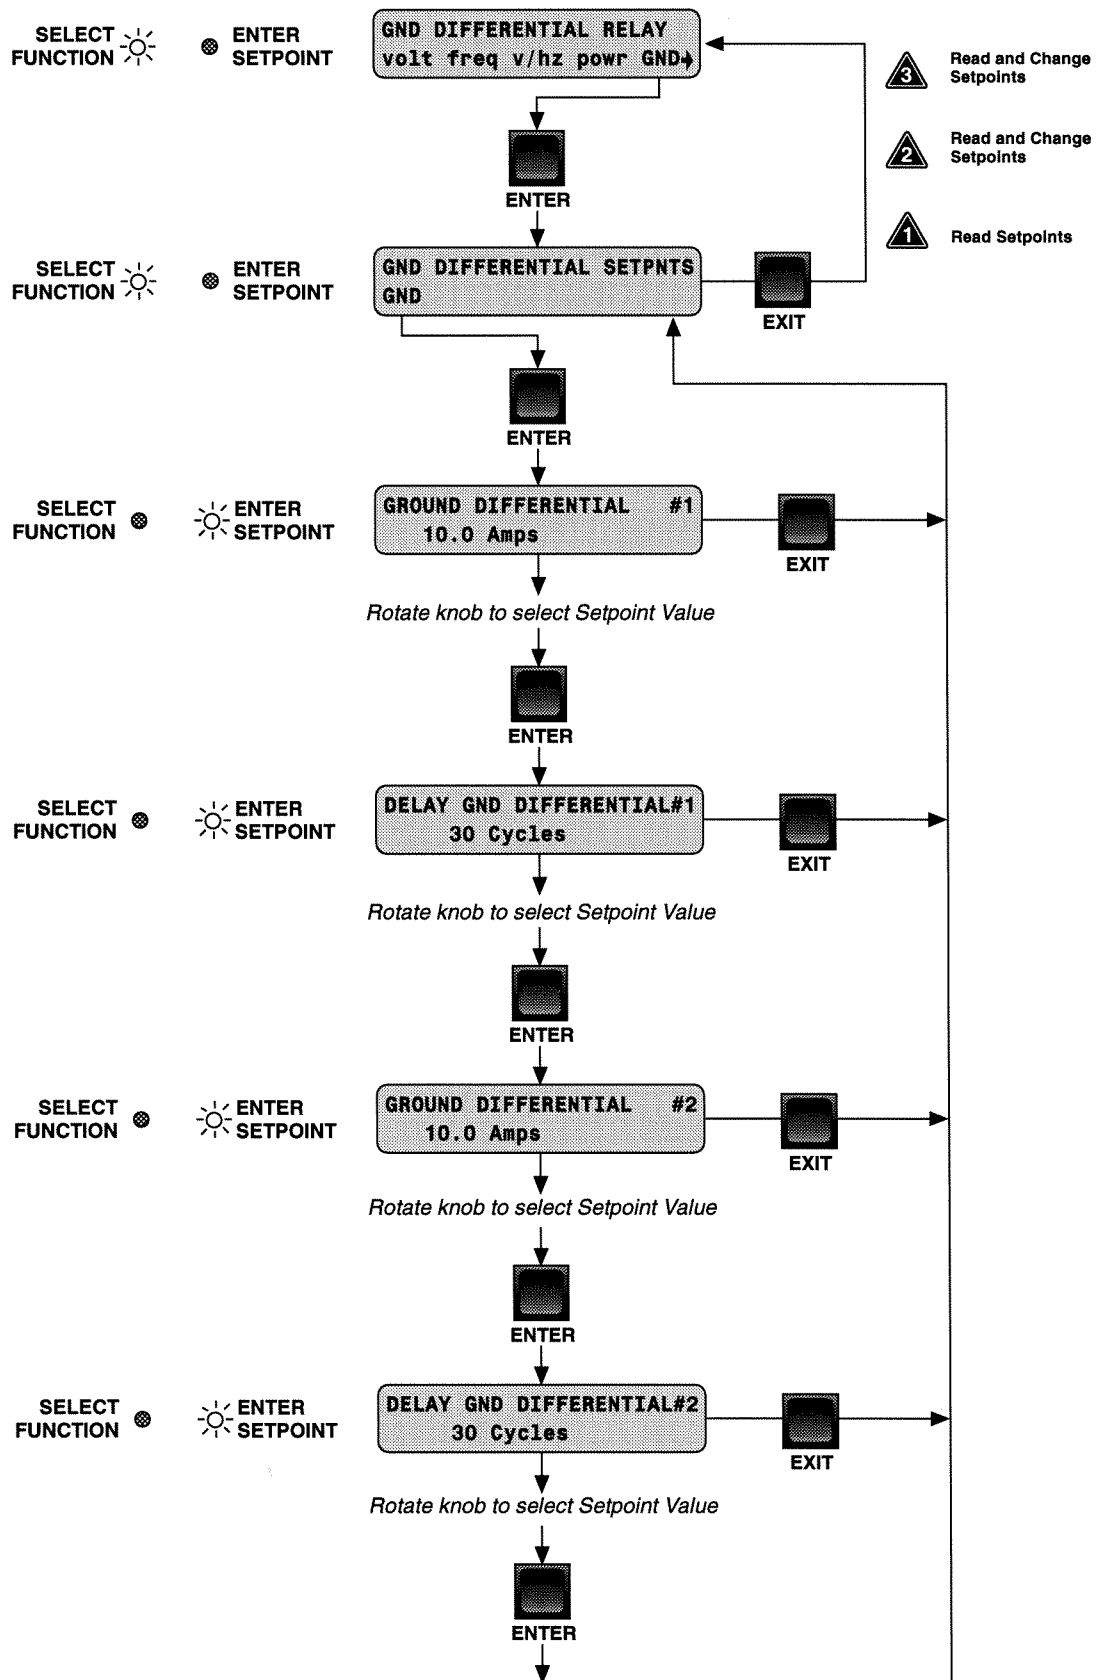 SELECT
FUNCTION
ENTER
SETPOINT
GND DIFFERENTIAL RELAY
volt freq v/hz powr GND→
3
Read and Change
Setpoints
2
Read and Change
Setpoints
1
Read Setpoints
ENTER
SELECT
FUNCTION
ENTER
SETPOINT
GND DIFFERENTIAL SETPNTS
GND
EXIT
ENTER
SELECT
FUNCTION
ENTER
SETPOINT
GROUND DIFFERENTIAL #1
10.0 Amps
EXIT
Rotate knob to select Setpoint Value
ENTER
SELECT
FUNCTION
ENTER
SETPOINT
DELAY GND DIFFERENTIAL#1
30 Cycles
EXIT
Rotate knob to select Setpoint Value
ENTER
SELECT
FUNCTION
ENTER
SETPOINT
GROUND DIFFERENTIAL #2
10.0 Amps
EXIT
Rotate knob to select Setpoint Value
ENTER
SELECT
FUNCTION
ENTER
SETPOINT
DELAY GND DIFFERENTIAL#2
30 Cycles
EXIT
Rotate knob to select Setpoint Value
ENTER